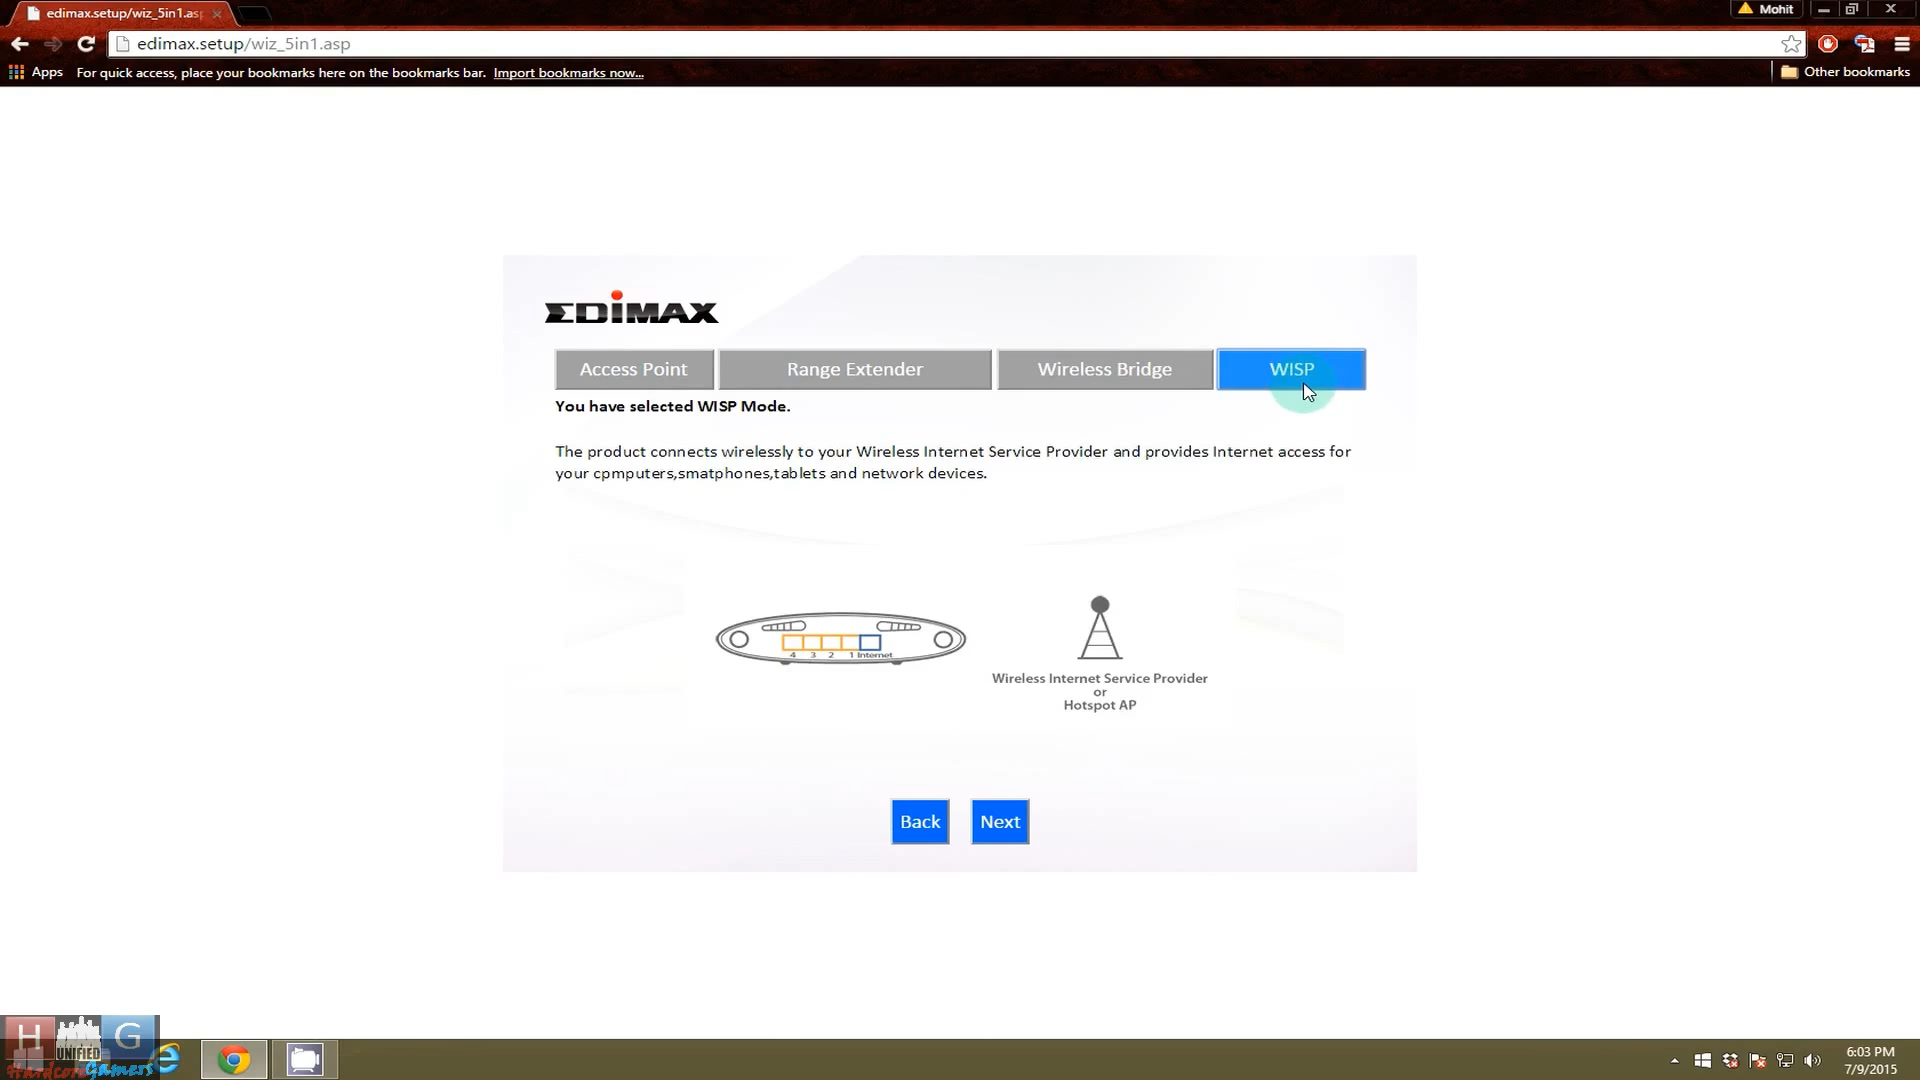 edimax.setup/wiz_5in1.asp
Mohit
edimax.setup/wiz_5in1.asp
Apps
For quick access, place your bookmarks here on the bookmarks bar. Import bookmarks now...
Other bookmarks
EDIMAX
Access Point
Range Extender
Wireless Bridge
WISP
You have selected WISP Mode.
The product connects wirelessly to your Wireless Internet Service Provider and provides Internet access for
your cpmputers,smatphones,tablets and network devices.
4 3 2 1 Internet
Wireless Internet Service Provider
or
Hotspot AP
Back
Next
H
UNIFIED
G
Hardcore Gamers
6:03 PM
7/9/2015